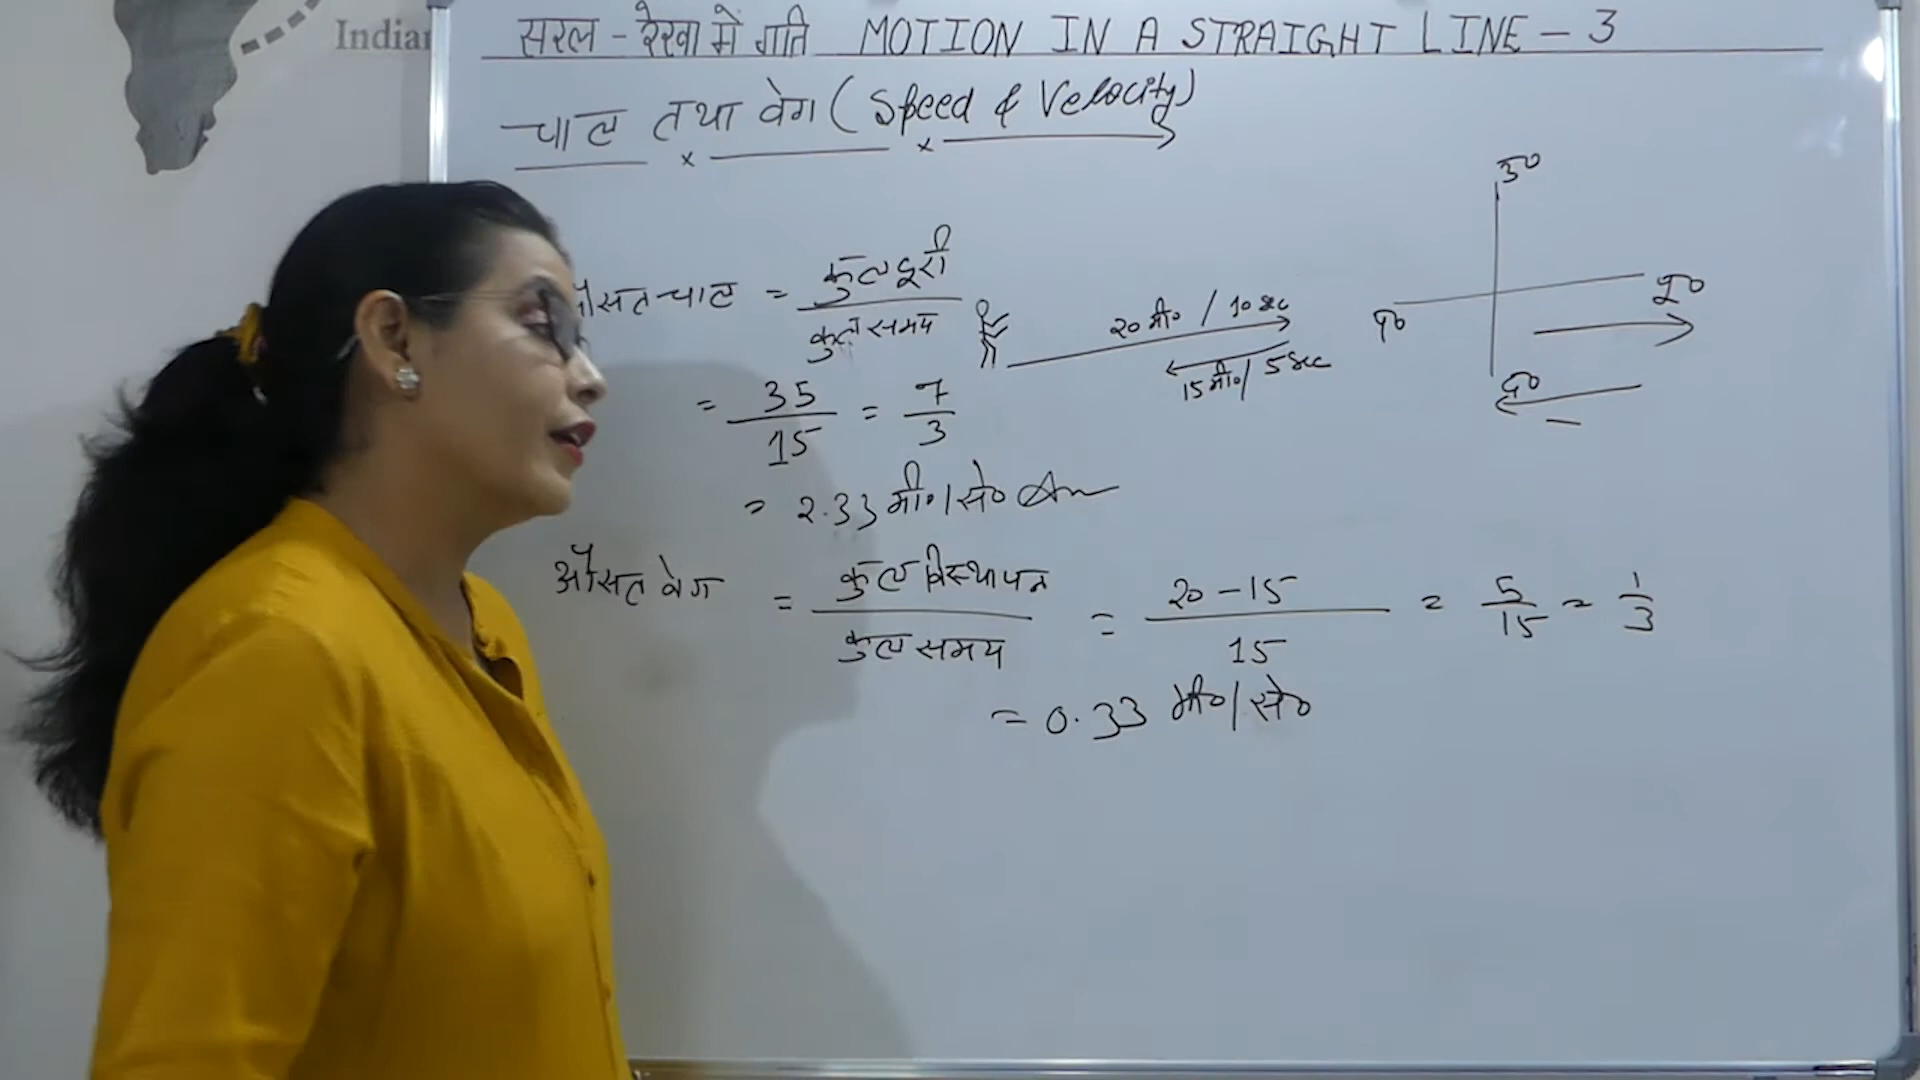 Indian
सरल-रेखा में गति MOTION IN A STRAIGHT LINE - 3
चाल तथा वेग (Speed & Velocity)
औसत चाल = कुल दूरी / कुल समय
20 मी० / 10 sec
15 मी० / 5 sec
उ०
पू०
प०
द०
= 35/15 = 7/3
= 2.33 मी०/से० Ans
औसत वेग = कुल विस्थापन / कुल समय = 20-15 / 15 = 5/15 = 1/3
= 0.33 मी०/से०